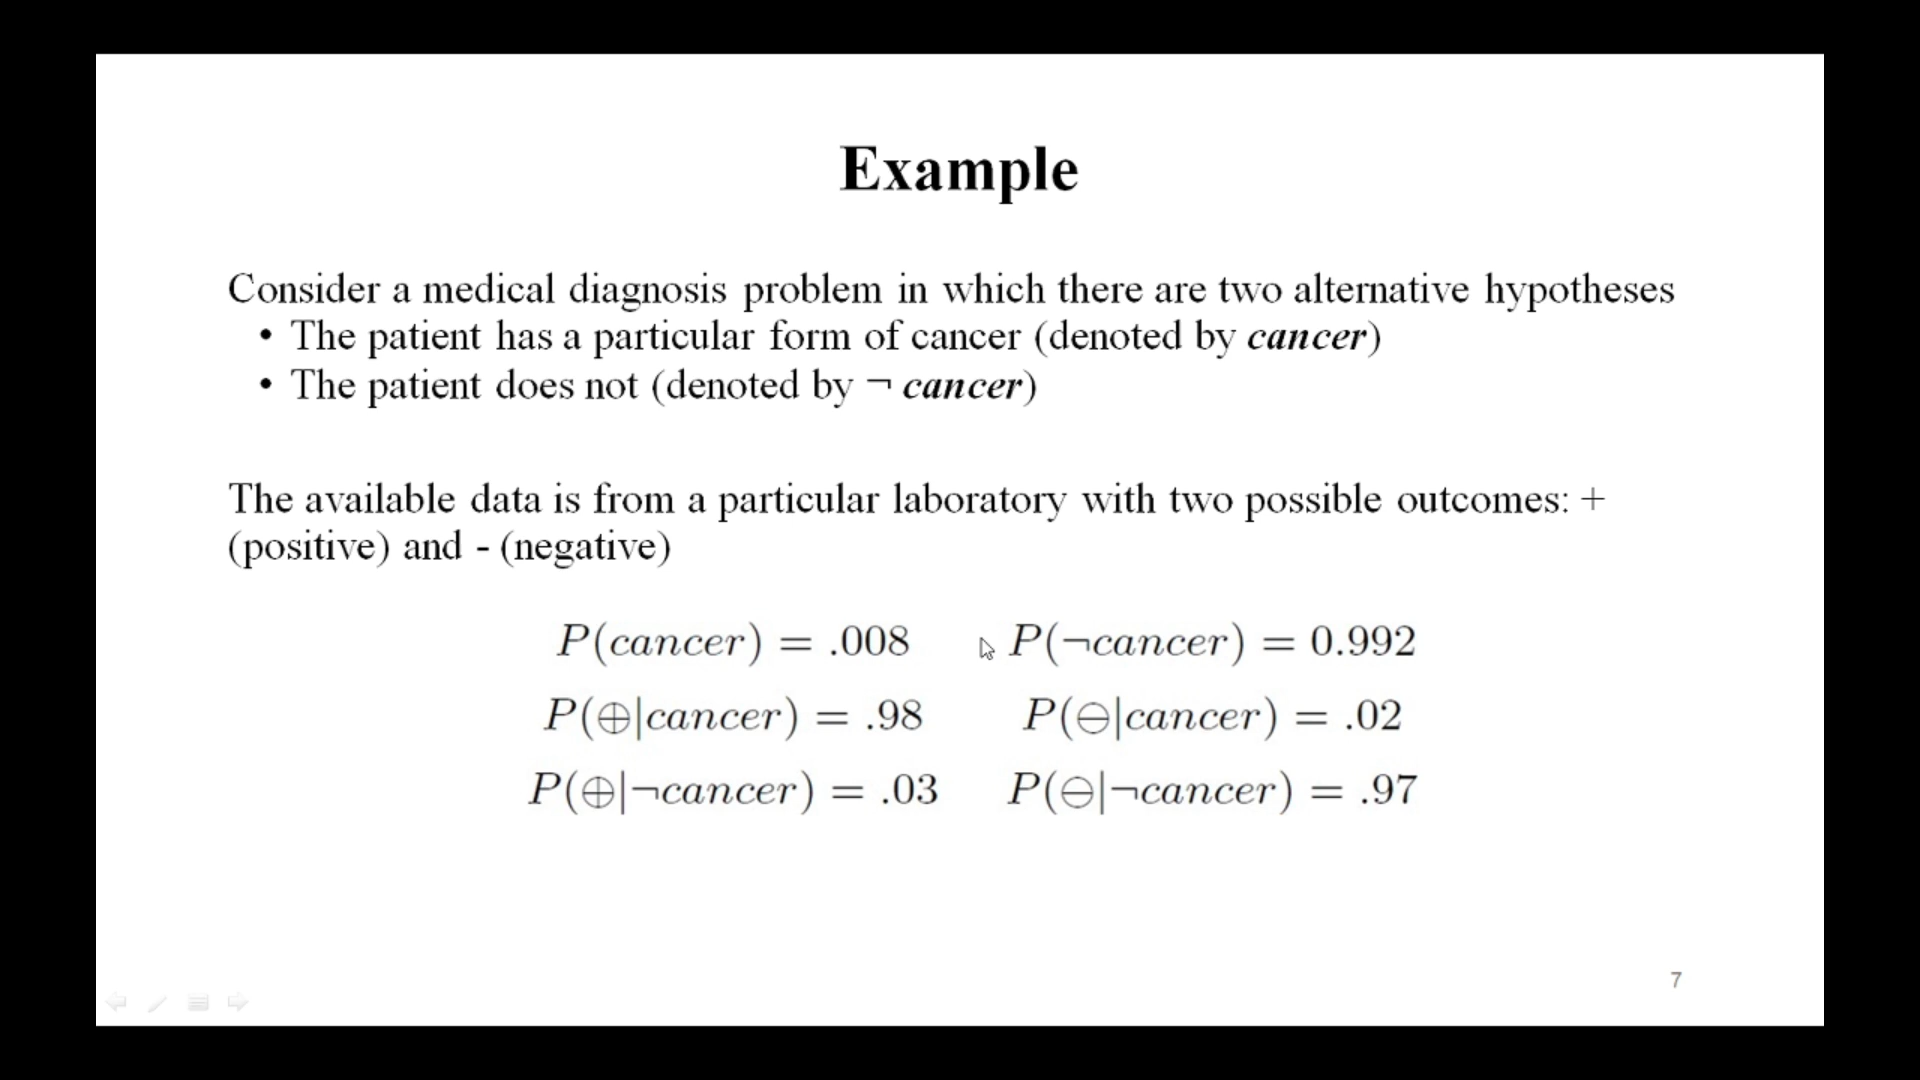 Example
Consider a medical diagnosis problem in which there are two alternative hypotheses
• The patient has a particular form of cancer (denoted by cancer)
• The patient does not (denoted by ¬ cancer)
The available data is from a particular laboratory with two possible outcomes: +
(positive) and - (negative)
P(cancer) = .008 P(¬cancer) = 0.992
P(⊕|cancer) = .98 P(⊖|cancer) = .02
P(⊕|¬cancer) = .03 P(⊖|¬cancer) = .97
7